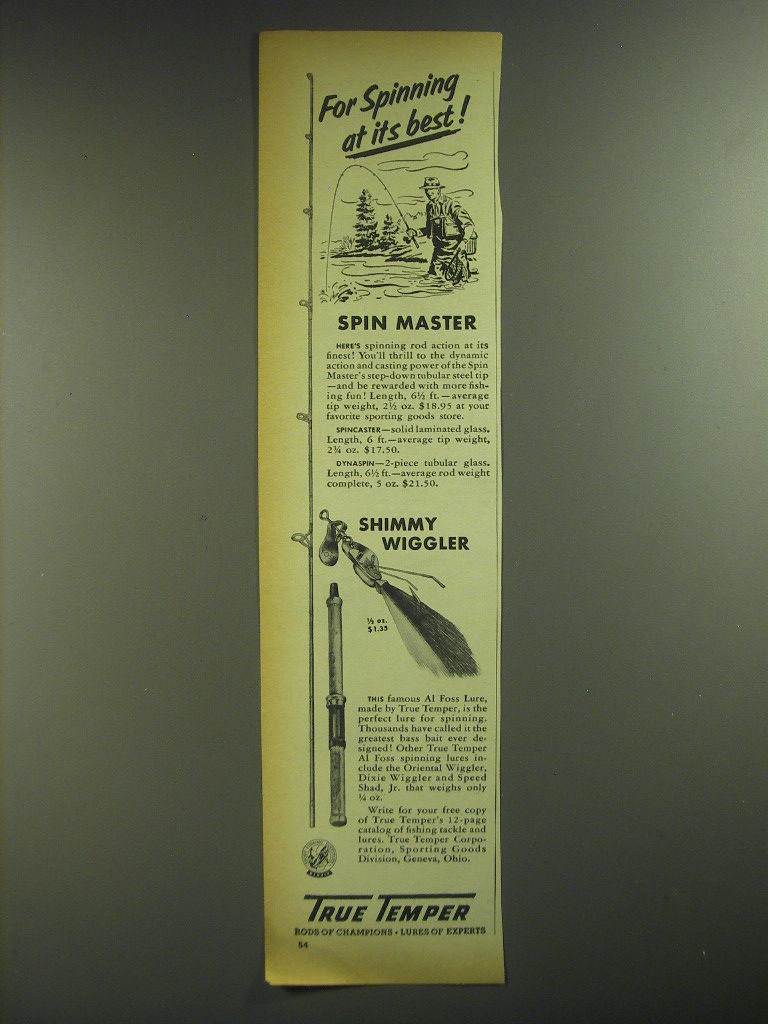 For Spinning
at its best!
SPIN MASTER
HERE'S spinning rod action at its
finest! You'll thrill to the dynamic
action and casting power of the Spin
Master's step-down tubular steel tip
—and be rewarded with more fish-
ing fun! Length, 6½ ft.—average
tip weight, 2½ oz. $18.95 at your
favorite sporting goods store.
SPINCASTER—solid laminated glass.
Length, 6 ft.—average tip weight,
2¾ oz. $17.50.
DYNASPIN—2-piece tubular glass.
Length, 6½ ft.—average rod weight
complete, 5 oz. $21.50.
SHIMMY
WIGGLER
½ oz.
$1.35
THIS famous Al Foss Lure,
made by True Temper, is the
perfect lure for spinning.
Thousands have called it the
greatest bass bait ever de-
signed! Other True Temper
Al Foss spinning lures in-
clude the Oriental Wiggler,
Dixie Wiggler and Speed
Shad, Jr. that weighs only
¼ oz.
Write for your free copy
of True Temper's 12-page
catalog of fishing tackle and
lures. True Temper Corpo-
ration, Sporting Goods
Division, Geneva, Ohio.
TRUE TEMPER
RODS OF CHAMPIONS • LURES OF EXPERTS
54